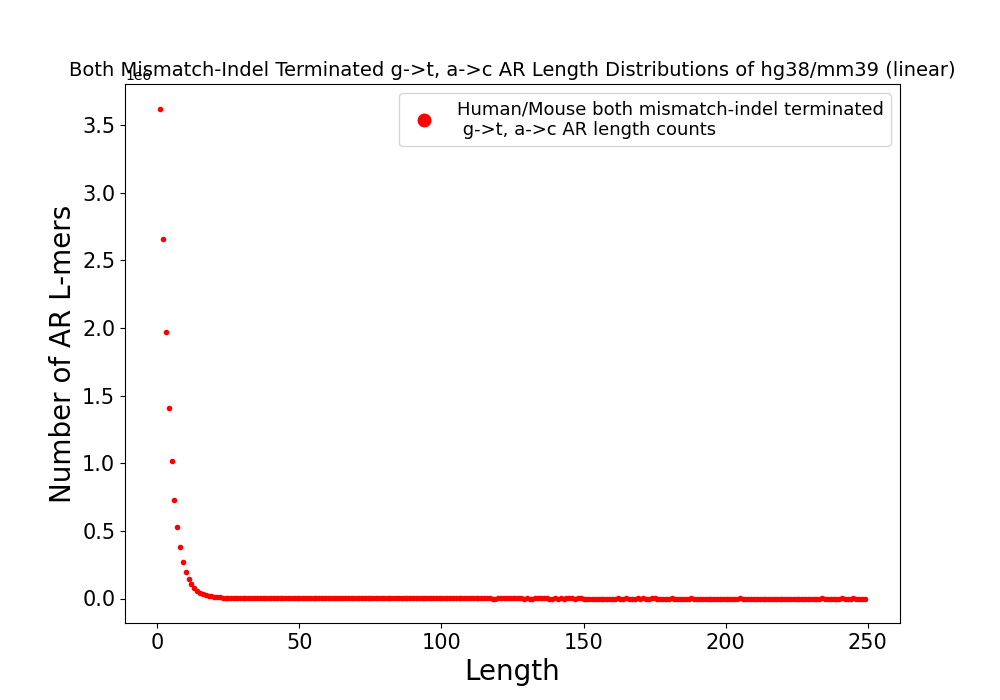 Both Mismatch-Indel Terminated g->t, a->c AR Length Distributions of hg38/mm39 (linear)
1e6
Human/Mouse both mismatch-indel terminated
g->t, a->c AR length counts
3.5
3.0
2.5
2.0
1.5
1.0
0.5
0.0
Number of AR L-mers
0 50 100 150 200 250
Length